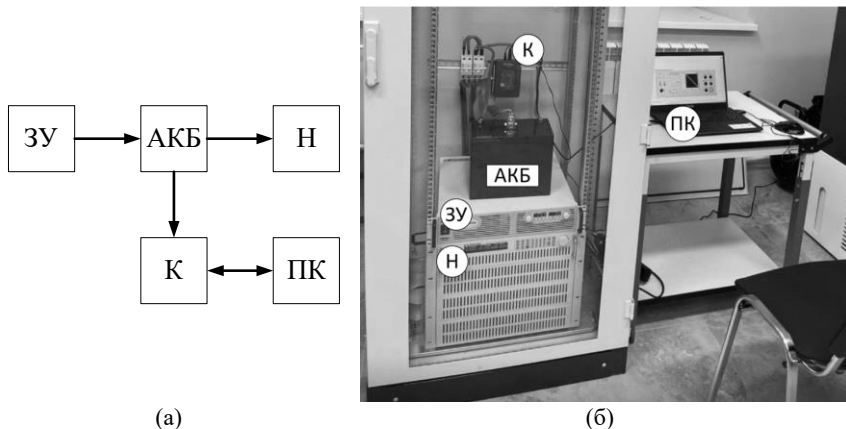 ЗУ АКБ Н
К ПК
К
ПК
АКБ
ЗУ
Н
(а) (б)